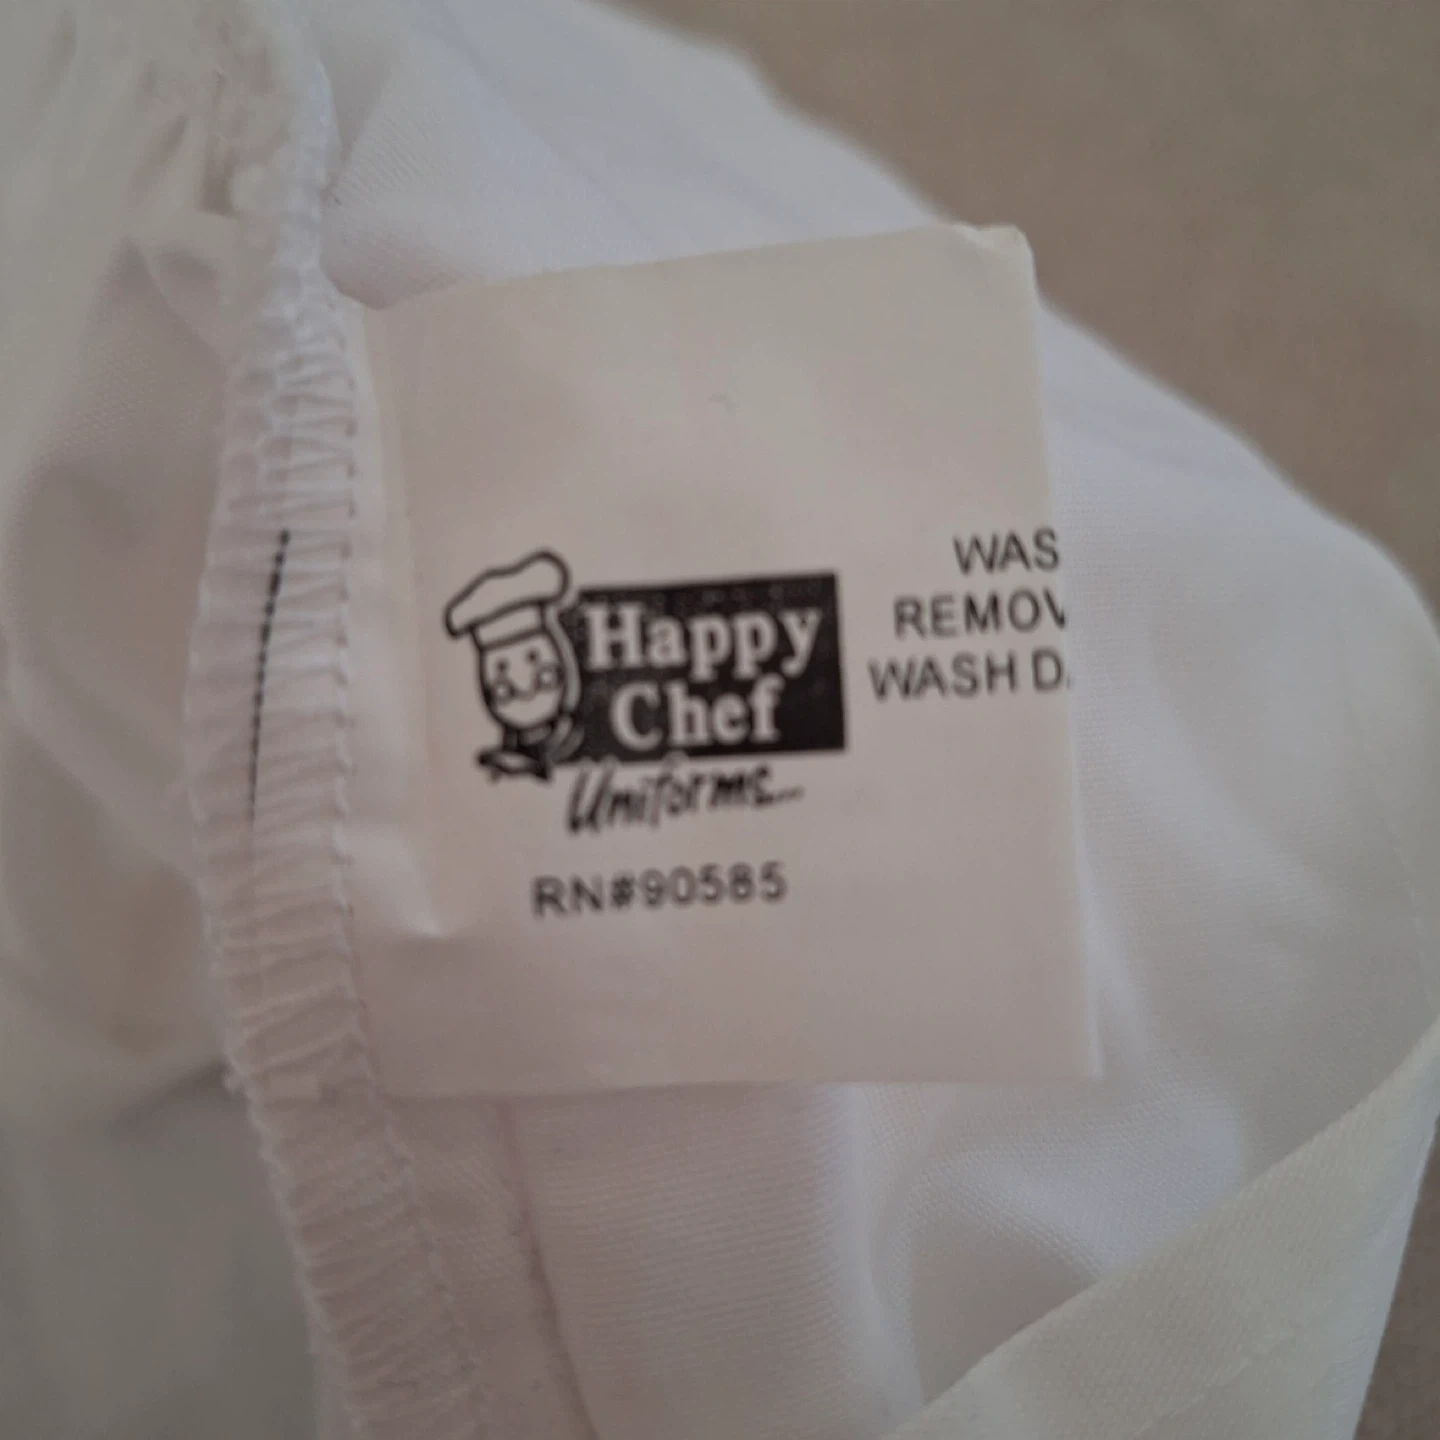 Happy
Chef
Uniforms...
RN#90585
WAS
REMOV
WASH D